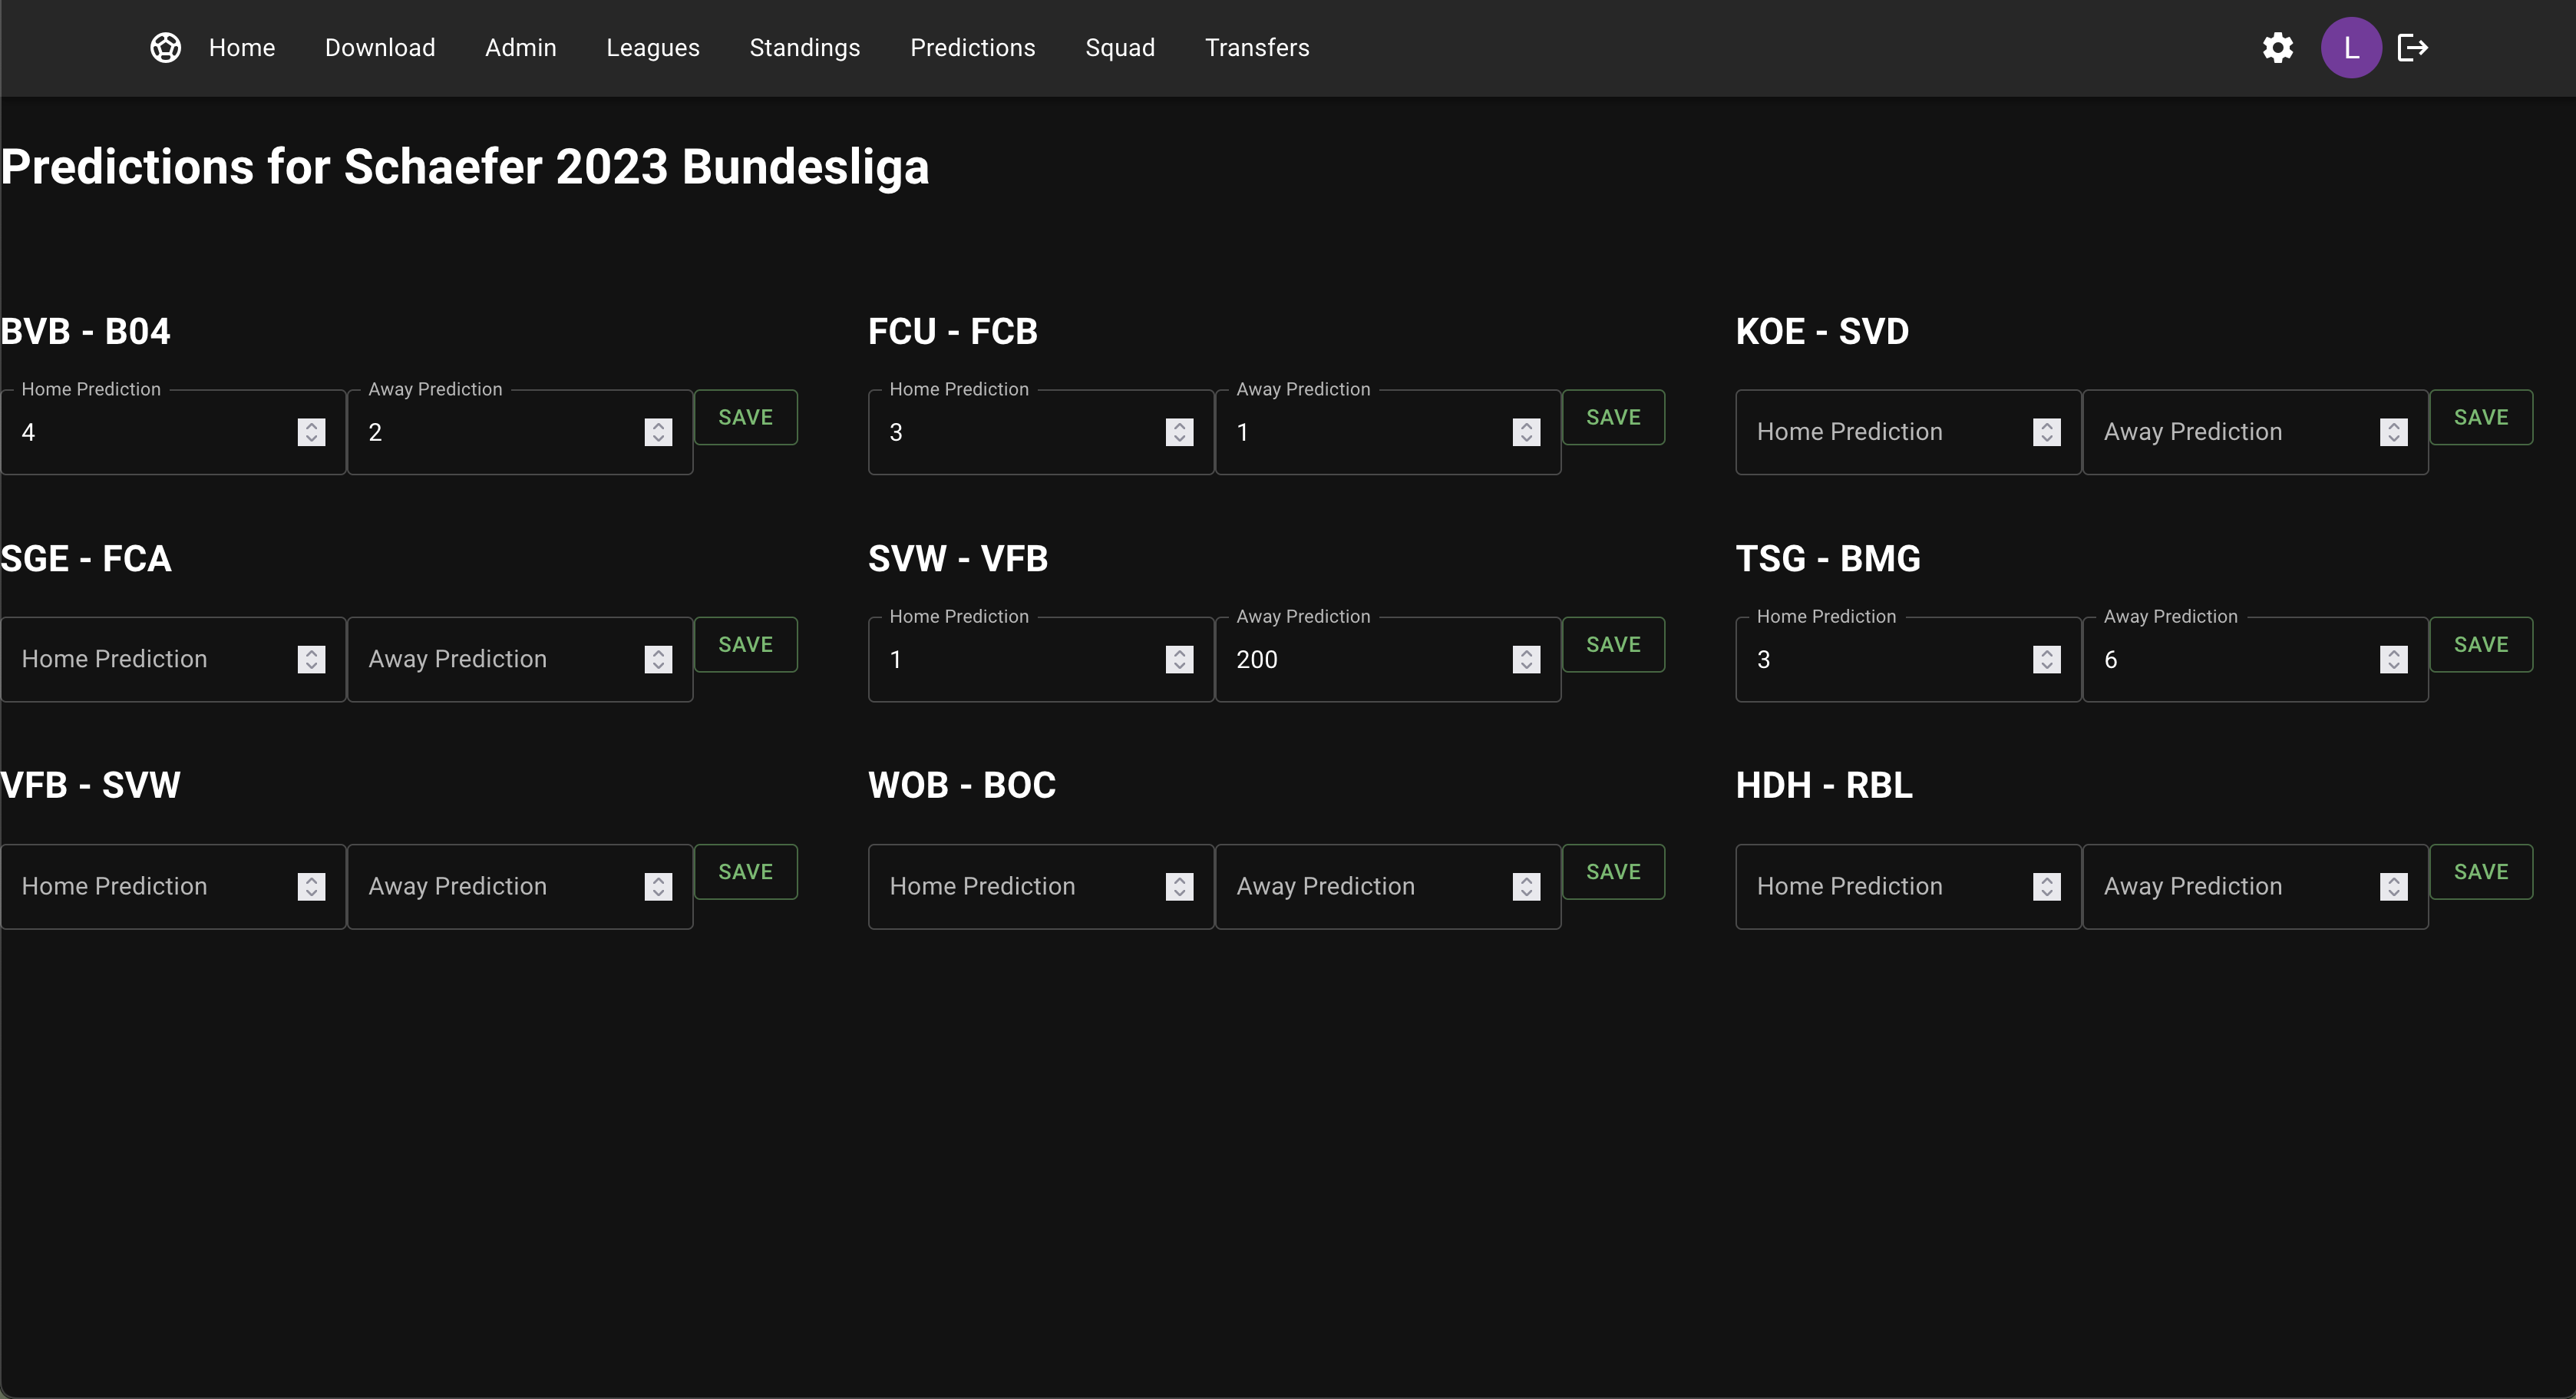 Home Download Admin Leagues Standings Predictions Squad Transfers L
Predictions for Schaefer 2023 Bundesliga
BVB - B04
Home Prediction Away Prediction
4 2 SAVE
FCU - FCB
Home Prediction Away Prediction
3 1 SAVE
KOE - SVD
Home Prediction Away Prediction SAVE
SGE - FCA
Home Prediction Away Prediction SAVE
SVW - VFB
Home Prediction Away Prediction
1 200 SAVE
TSG - BMG
Home Prediction Away Prediction
3 6 SAVE
VFB - SVW
Home Prediction Away Prediction SAVE
WOB - BOC
Home Prediction Away Prediction SAVE
HDH - RBL
Home Prediction Away Prediction SAVE